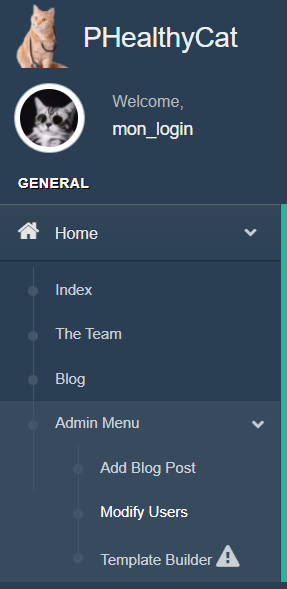 PHealthyCat
Welcome,
mon_login
GENERAL
Home
Index
The Team
Blog
Admin Menu
Add Blog Post
Modify Users
Template Builder